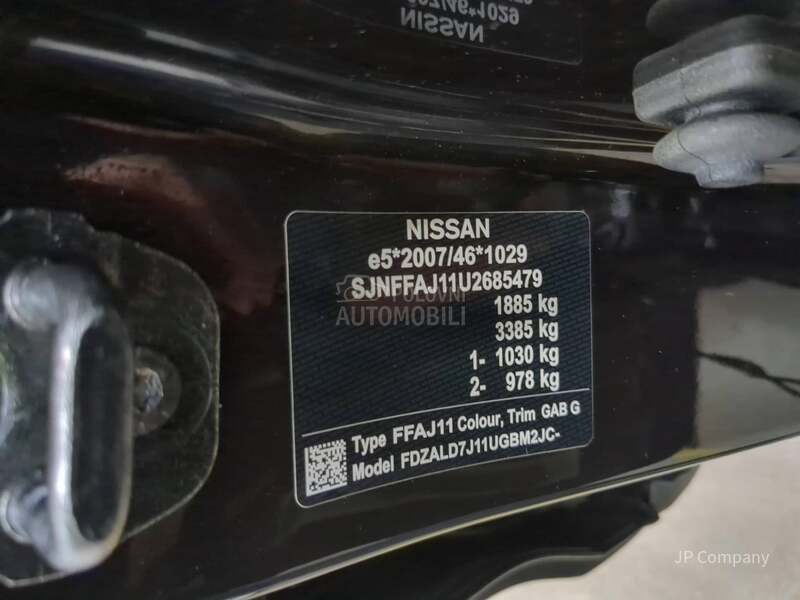 NISSAN
e5*2007/46*1029
SJNFFAJ11U2685479
POLOVNI
AUTOMOBILI
1885 kg
3385 kg
1- 1030 kg
2- 978 kg
Type FFAJ11 Colour, Trim GAB G
Model FDZALD7J11UGBM2JC-
JP Company